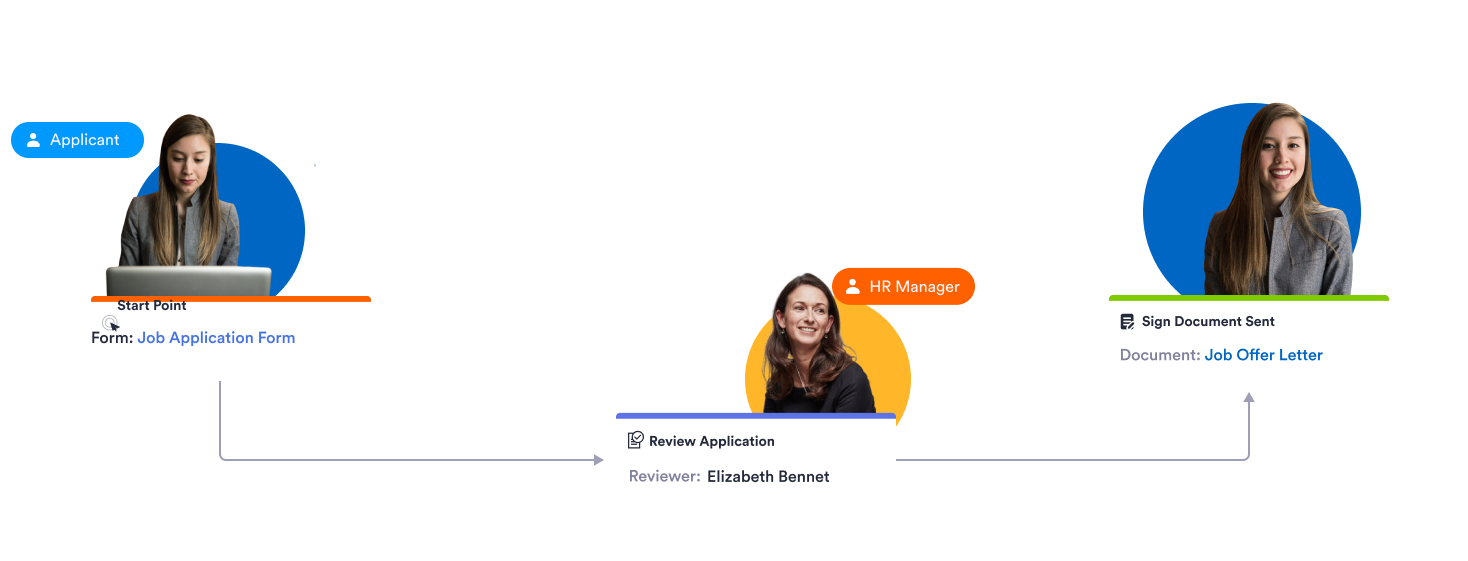 Applicant
Start Point
Form: Job Application Form
HR Manager
Review Application
Reviewer: Elizabeth Bennet
Sign Document Sent
Document: Job Offer Letter